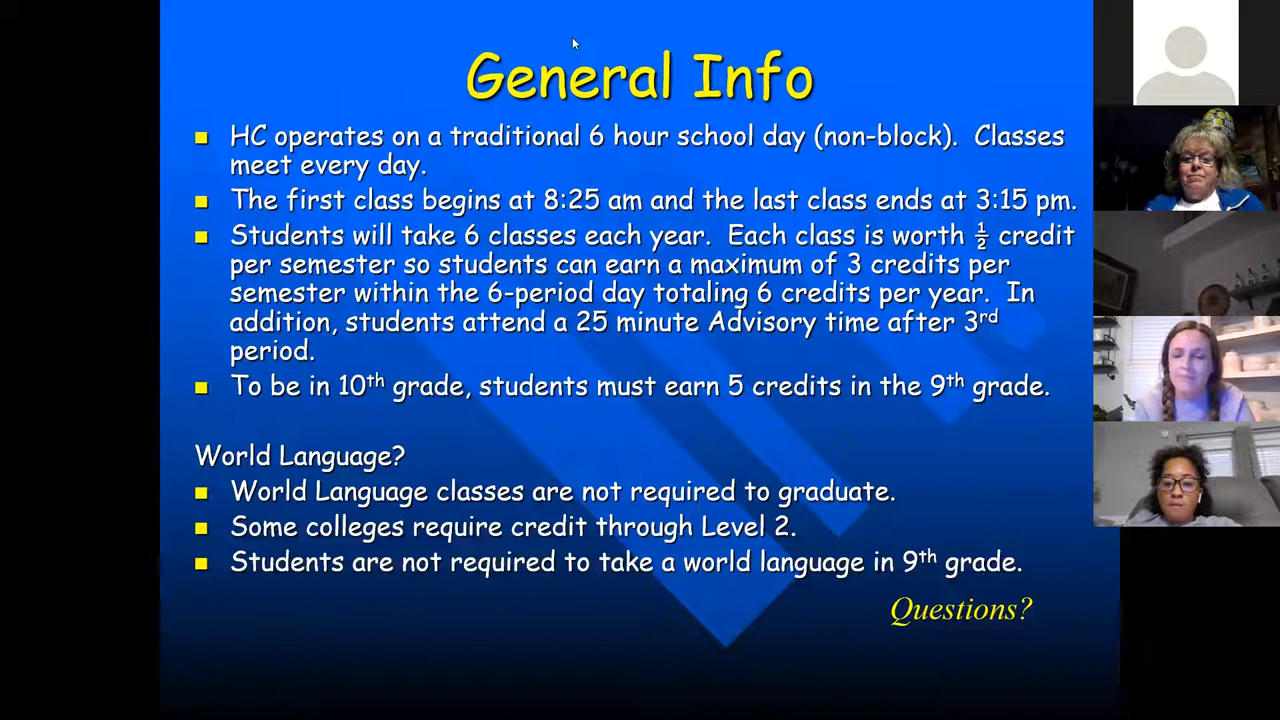 General Info
HC operates on a traditional 6 hour school day (non-block). Classes
meet every day.
The first class begins at 8:25 am and the last class ends at 3:15 pm.
Students will take 6 classes each year. Each class is worth ½ credit
per semester so students can earn a maximum of 3 credits per
semester within the 6-period day totaling 6 credits per year. In
addition, students attend a 25 minute Advisory time after 3rd
period.
To be in 10th grade, students must earn 5 credits in the 9th grade.
World Language?
World Language classes are not required to graduate.
Some colleges require credit through Level 2.
Students are not required to take a world language in 9th grade.
Questions?